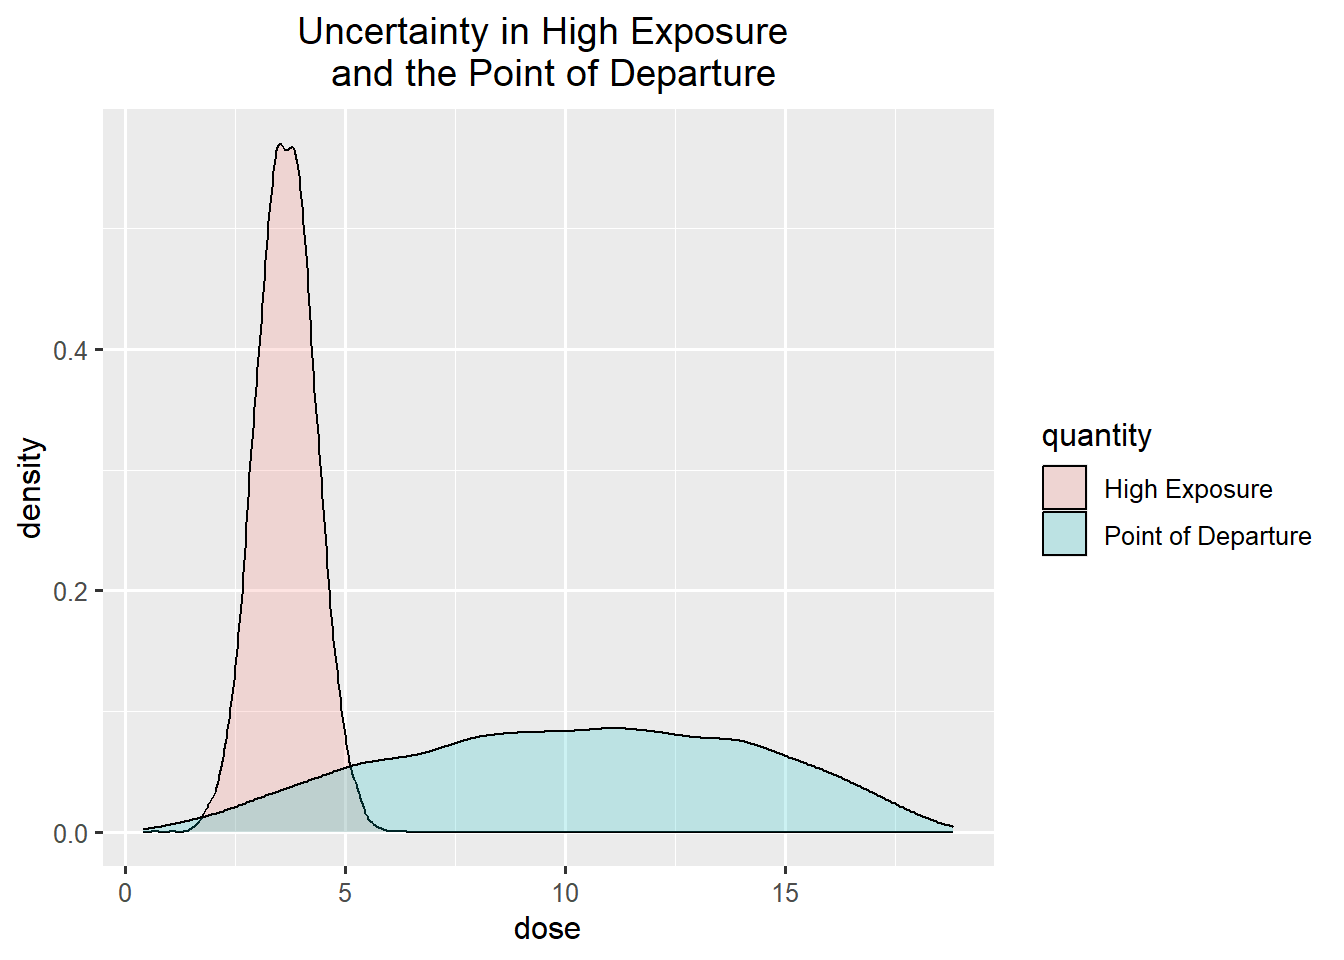 Uncertainty in High Exposure
and the Point of Departure
density
0.4
0.2
0.0
0
5
10
15
dose
quantity
High Exposure
Point of Departure